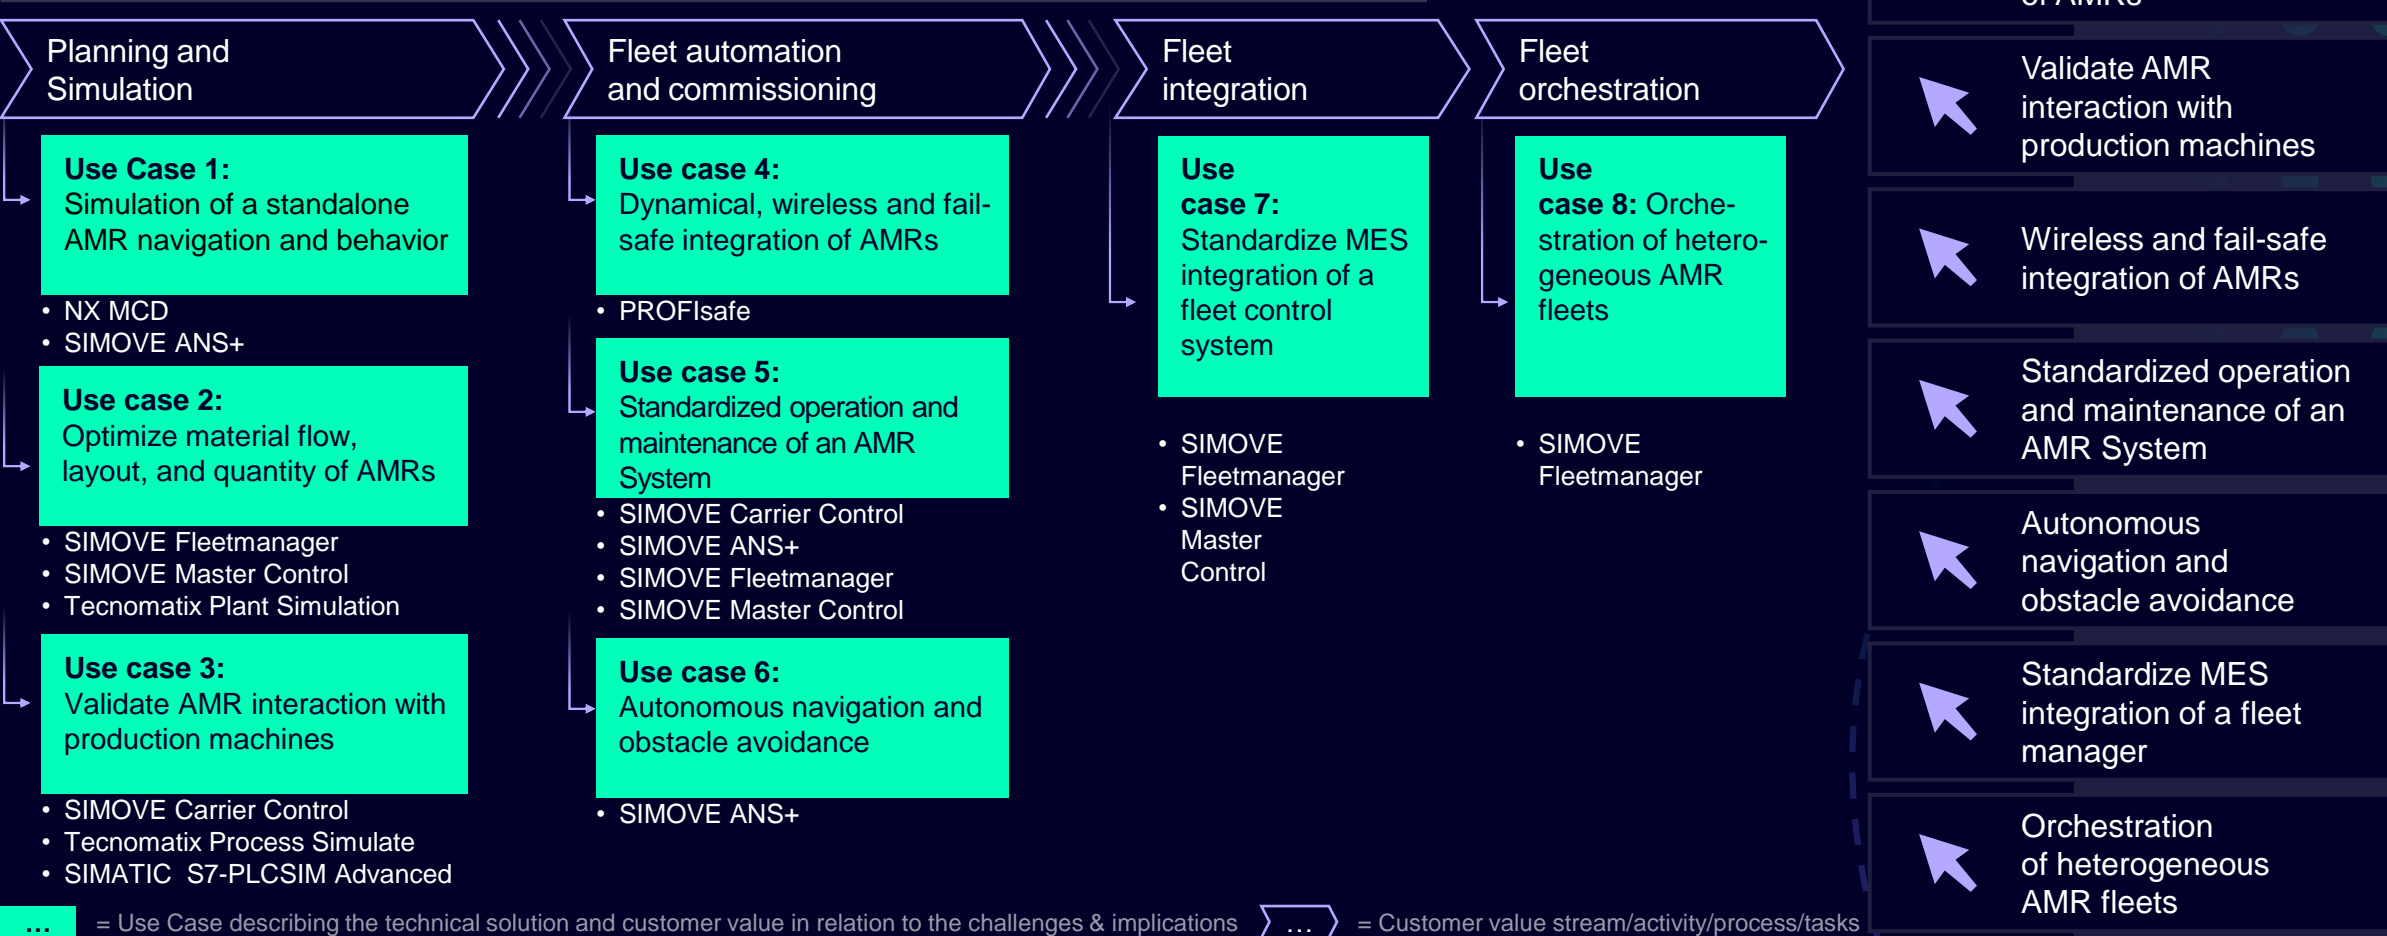 Planning and
Simulation
Fleet automation
and commissioning
Fleet
integration
Fleet
orchestration
Use Case 1:
Simulation of a standalone
AMR navigation and behavior
• NX MCD
• SIMOVE ANS+
Use case 2:
Optimize material flow,
layout, and quantity of AMRs
• SIMOVE Fleetmanager
• SIMOVE Master Control
• Tecnomatix Plant Simulation
Use case 3:
Validate AMR interaction with
production machines
• SIMOVE Carrier Control
• Tecnomatix Process Simulate
• SIMATIC S7-PLCSIM Advanced
Use case 4:
Dynamical, wireless and fail-
safe integration of AMRs
• PROFIsafe
Use case 5:
Standardized operation and
maintenance of an AMR
System
• SIMOVE Carrier Control
• SIMOVE ANS+
• SIMOVE Fleetmanager
• SIMOVE Master Control
Use case 6:
Autonomous navigation and
obstacle avoidance
• SIMOVE ANS+
Use
case 7:
Standardize MES
integration of a
fleet control
system
• SIMOVE
Fleetmanager
• SIMOVE
Master
Control
Use
case 8: Orche-
stration of hetero-
geneous AMR
fleets
• SIMOVE
Fleetmanager
of AMRs
Validate AMR
interaction with
production machines
Wireless and fail-safe
integration of AMRs
Standardized operation
and maintenance of an
AMR System
Autonomous
navigation and
obstacle avoidance
Standardize MES
integration of a fleet
manager
Orchestration
of heterogeneous
AMR fleets
... = Use Case describing the technical solution and customer value in relation to the challenges & implications
... = Customer value stream/activity/process/tasks